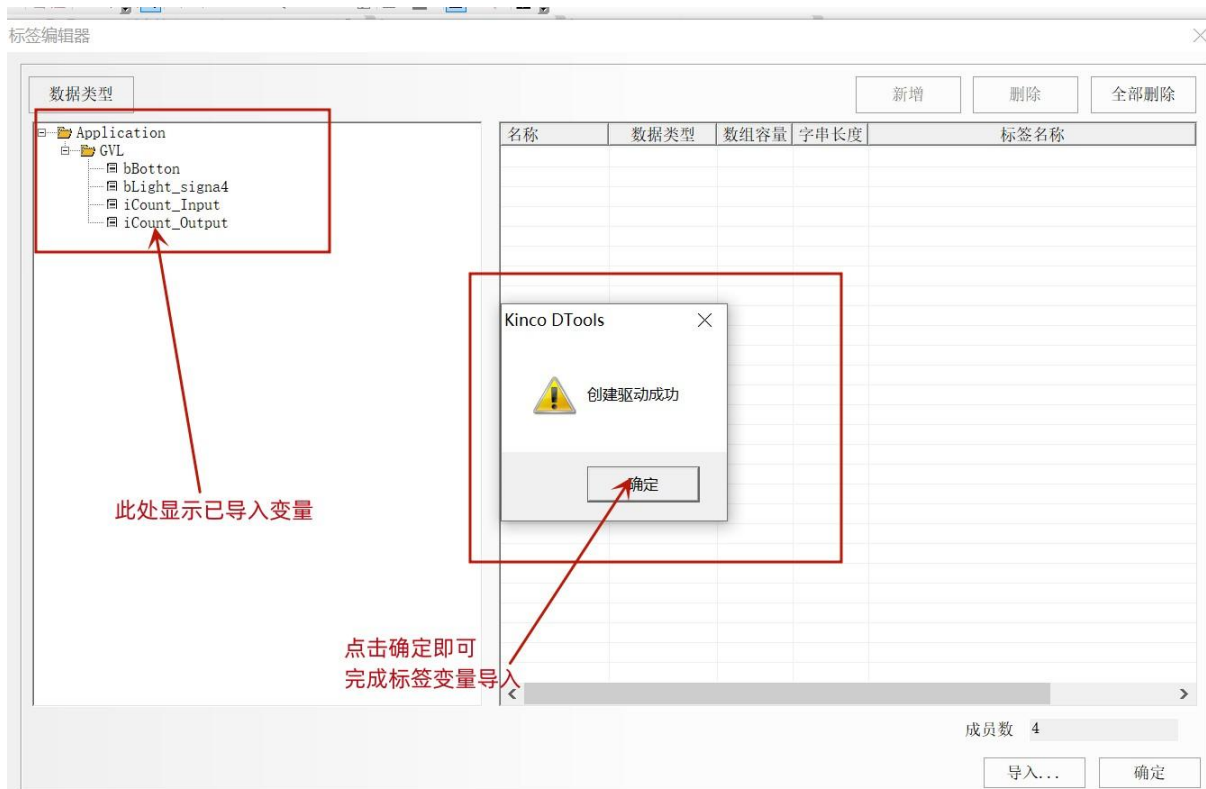 标签编辑器
数据类型
新增
删除
全部删除
Application
GVL
bBotton
bLight_signa4
iCount_Input
iCount_Output
名称
数据类型
数组容量
字串长度
标签名称
Kinco DTools
创建驱动成功
确定
此处显示已导入变量
点击确定即可
完成标签变量导入
成员数 4
导入...
确定